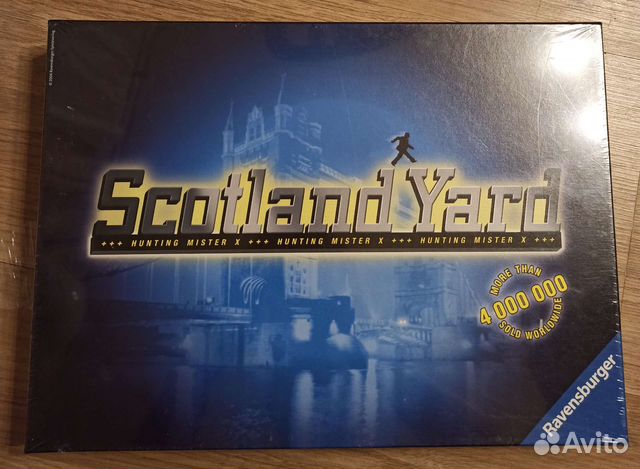 Scotland Yard
+++ HUNTING MISTER X +++ HUNTING MISTER X +++ HUNTING MISTER X +++
MORE THAN
4 000 000
SOLD WORLDWIDE
Ravensburger
Avito